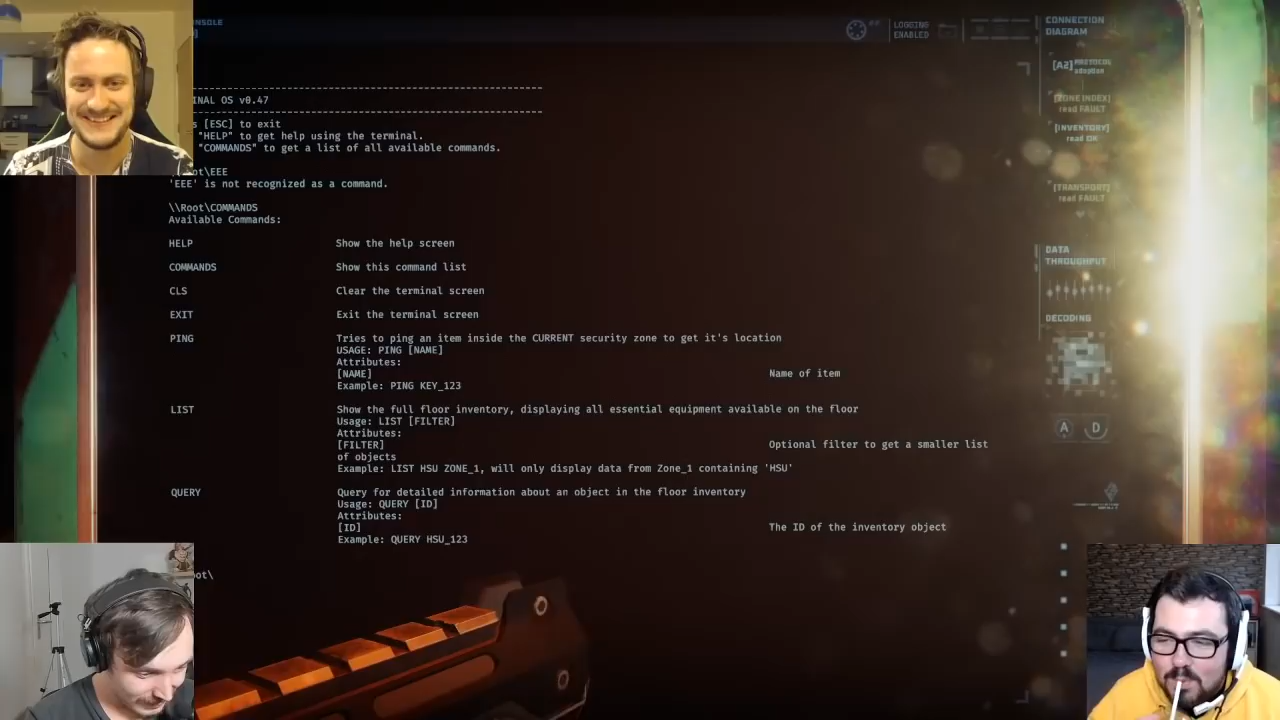 NSOLE
LOGGING
ENABLED
CONNECTION
DIAGRAM
[A2] PROTOCOL
adaption
[ZONE INDEX]
read FAULT
[INVENTORY]
read OK
[TRANSPORT]
read FAULT
DATA
THROUGHPUT
DECODING
A D
------------------------------------------------
INAL OS v0.47
------------------------------------------------
s [ESC] to exit
"HELP" to get help using the terminal.
"COMMANDS" to get a list of all available commands.
ot\EEE
'EEE' is not recognized as a command.
\\Root\COMMANDS
Available Commands:
HELP Show the help screen
COMMANDS Show this command list
CLS Clear the terminal screen
EXIT Exit the terminal screen
PING Tries to ping an item inside the CURRENT security zone to get it's location
USAGE: PING [NAME]
Attributes:
[NAME] Name of item
Example: PING KEY_123
LIST Show the full floor inventory, displaying all essential equipment available on the floor
Usage: LIST [FILTER]
Attributes:
[FILTER] Optional filter to get a smaller list
of objects
Example: LIST HSU ZONE_1, will only display data from Zone_1 containing 'HSU'
QUERY Query for detailed information about an object in the floor inventory
Usage: QUERY [ID]
Attributes:
[ID] The ID of the inventory object
Example: QUERY HSU_123
ot\